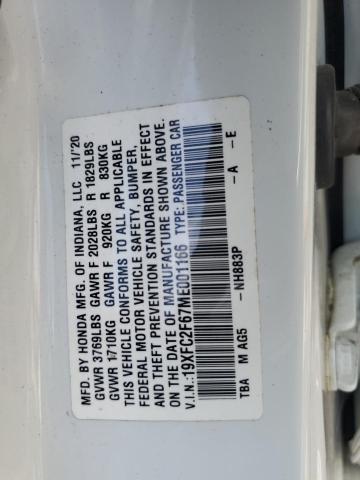 MFD. BY HONDA MFG. OF INDIANA, LLC 11/'20
GVWR 3769LBS GAWR F 2028LBS R 1829LBS
GVWR 1710KG GAWR F 920KG R 830KG
THIS VEHICLE CONFORMS TO ALL APPLICABLE
FEDERAL MOTOR VEHICLE SAFETY, BUMPER,
AND THEFT PREVENTION STANDARDS IN EFFECT
ON THE DATE OF MANUFACTURE SHOWN ABOVE.
V.I.N.:19XFC2F67ME001166 TYPE: PASSENGER CAR
-NH883P -A -E
TBA M AG5